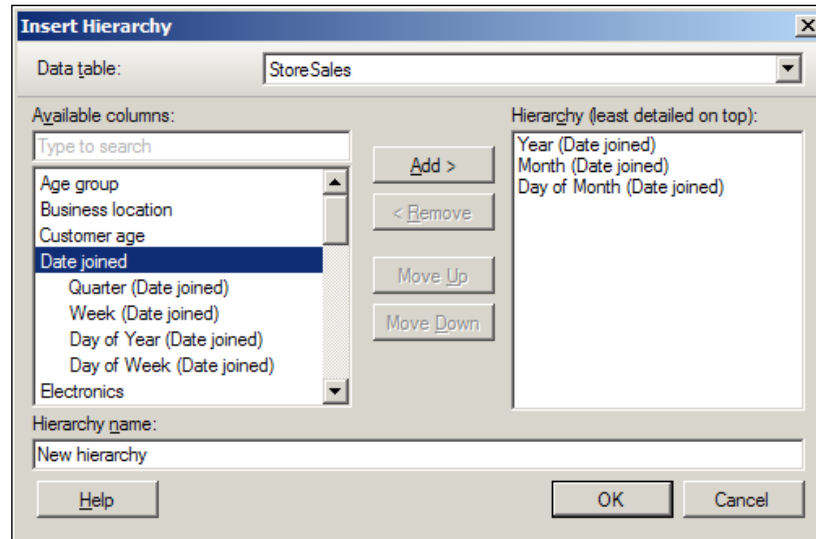 Insert Hierarchy
Data table:
StoreSales
Available columns:
Type to search
Age group
Business location
Customer age
Date joined
Quarter (Date joined)
Week (Date joined)
Day of Year (Date joined)
Day of Week (Date joined)
Electronics
Add >
< Remove
Move Up
Move Down
Hierarchy (least detailed on top):
Year (Date joined)
Month (Date joined)
Day of Month (Date joined)
Hierarchy name:
New hierarchy
Help
OK
Cancel